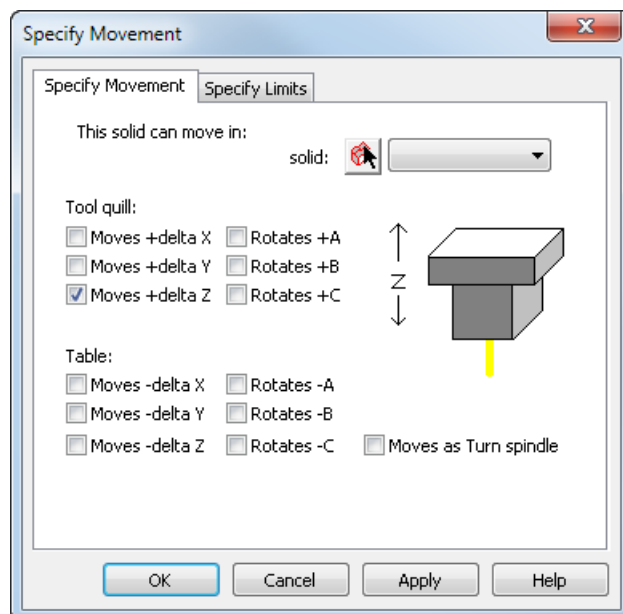 Specify Movement
Specify Movement Specify Limits
This solid can move in:
solid:
Tool quill:
Moves +delta X Rotates +A
Moves +delta Y Rotates +B
Moves +delta Z Rotates +C
Z
Table:
Moves -delta X Rotates -A
Moves -delta Y Rotates -B
Moves -delta Z Rotates -C Moves as Turn spindle
OK Cancel Apply Help